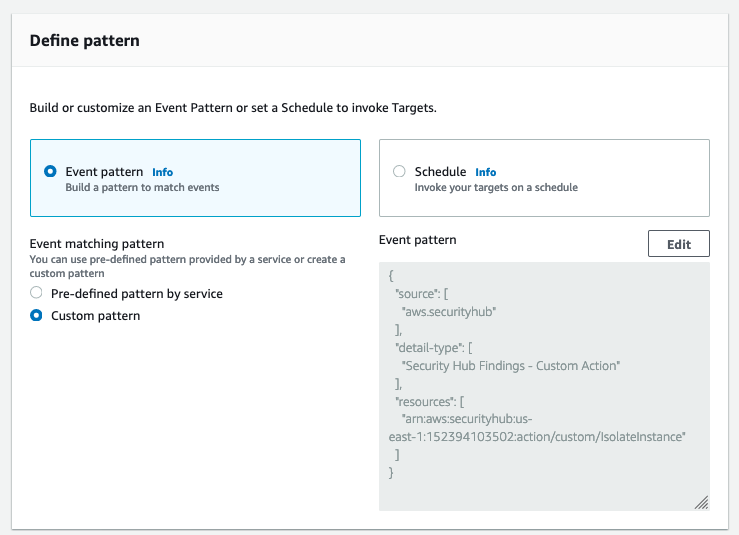 Define pattern
Build or customize an Event Pattern or set a Schedule to invoke Targets.
Event pattern Info
Build a pattern to match events
Schedule Info
Invoke your targets on a schedule
Event matching pattern
You can use pre-defined pattern provided by a service or create a
custom pattern
Pre-defined pattern by service
Custom pattern
Event pattern
Edit
{
"source": [
"aws.securityhub"
],
"detail-type": [
"Security Hub Findings - Custom Action"
],
"resources": [
"arn:aws:securityhub:us-
east-1:152394103502:action/custom/IsolateInstance"
]
}